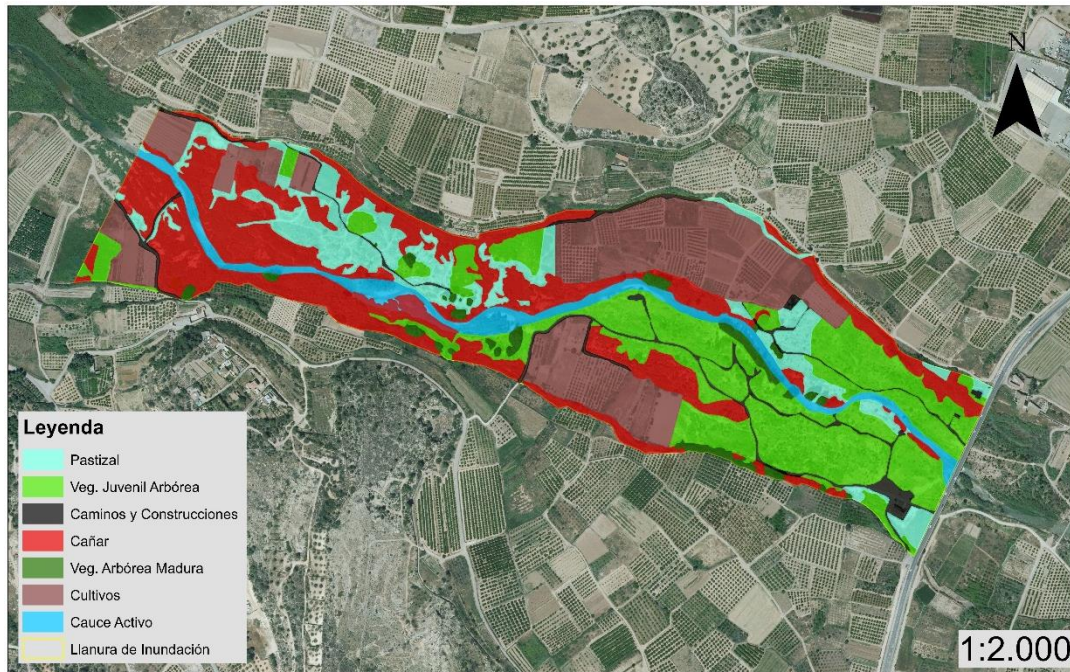 N
Leyenda
Pastizal
Veg. Juvenil Arbórea
Caminos y Construcciones
Cañar
Veg. Arbórea Madura
Cultivos
Cauce Activo
Llanura de Inundación
1:2.000